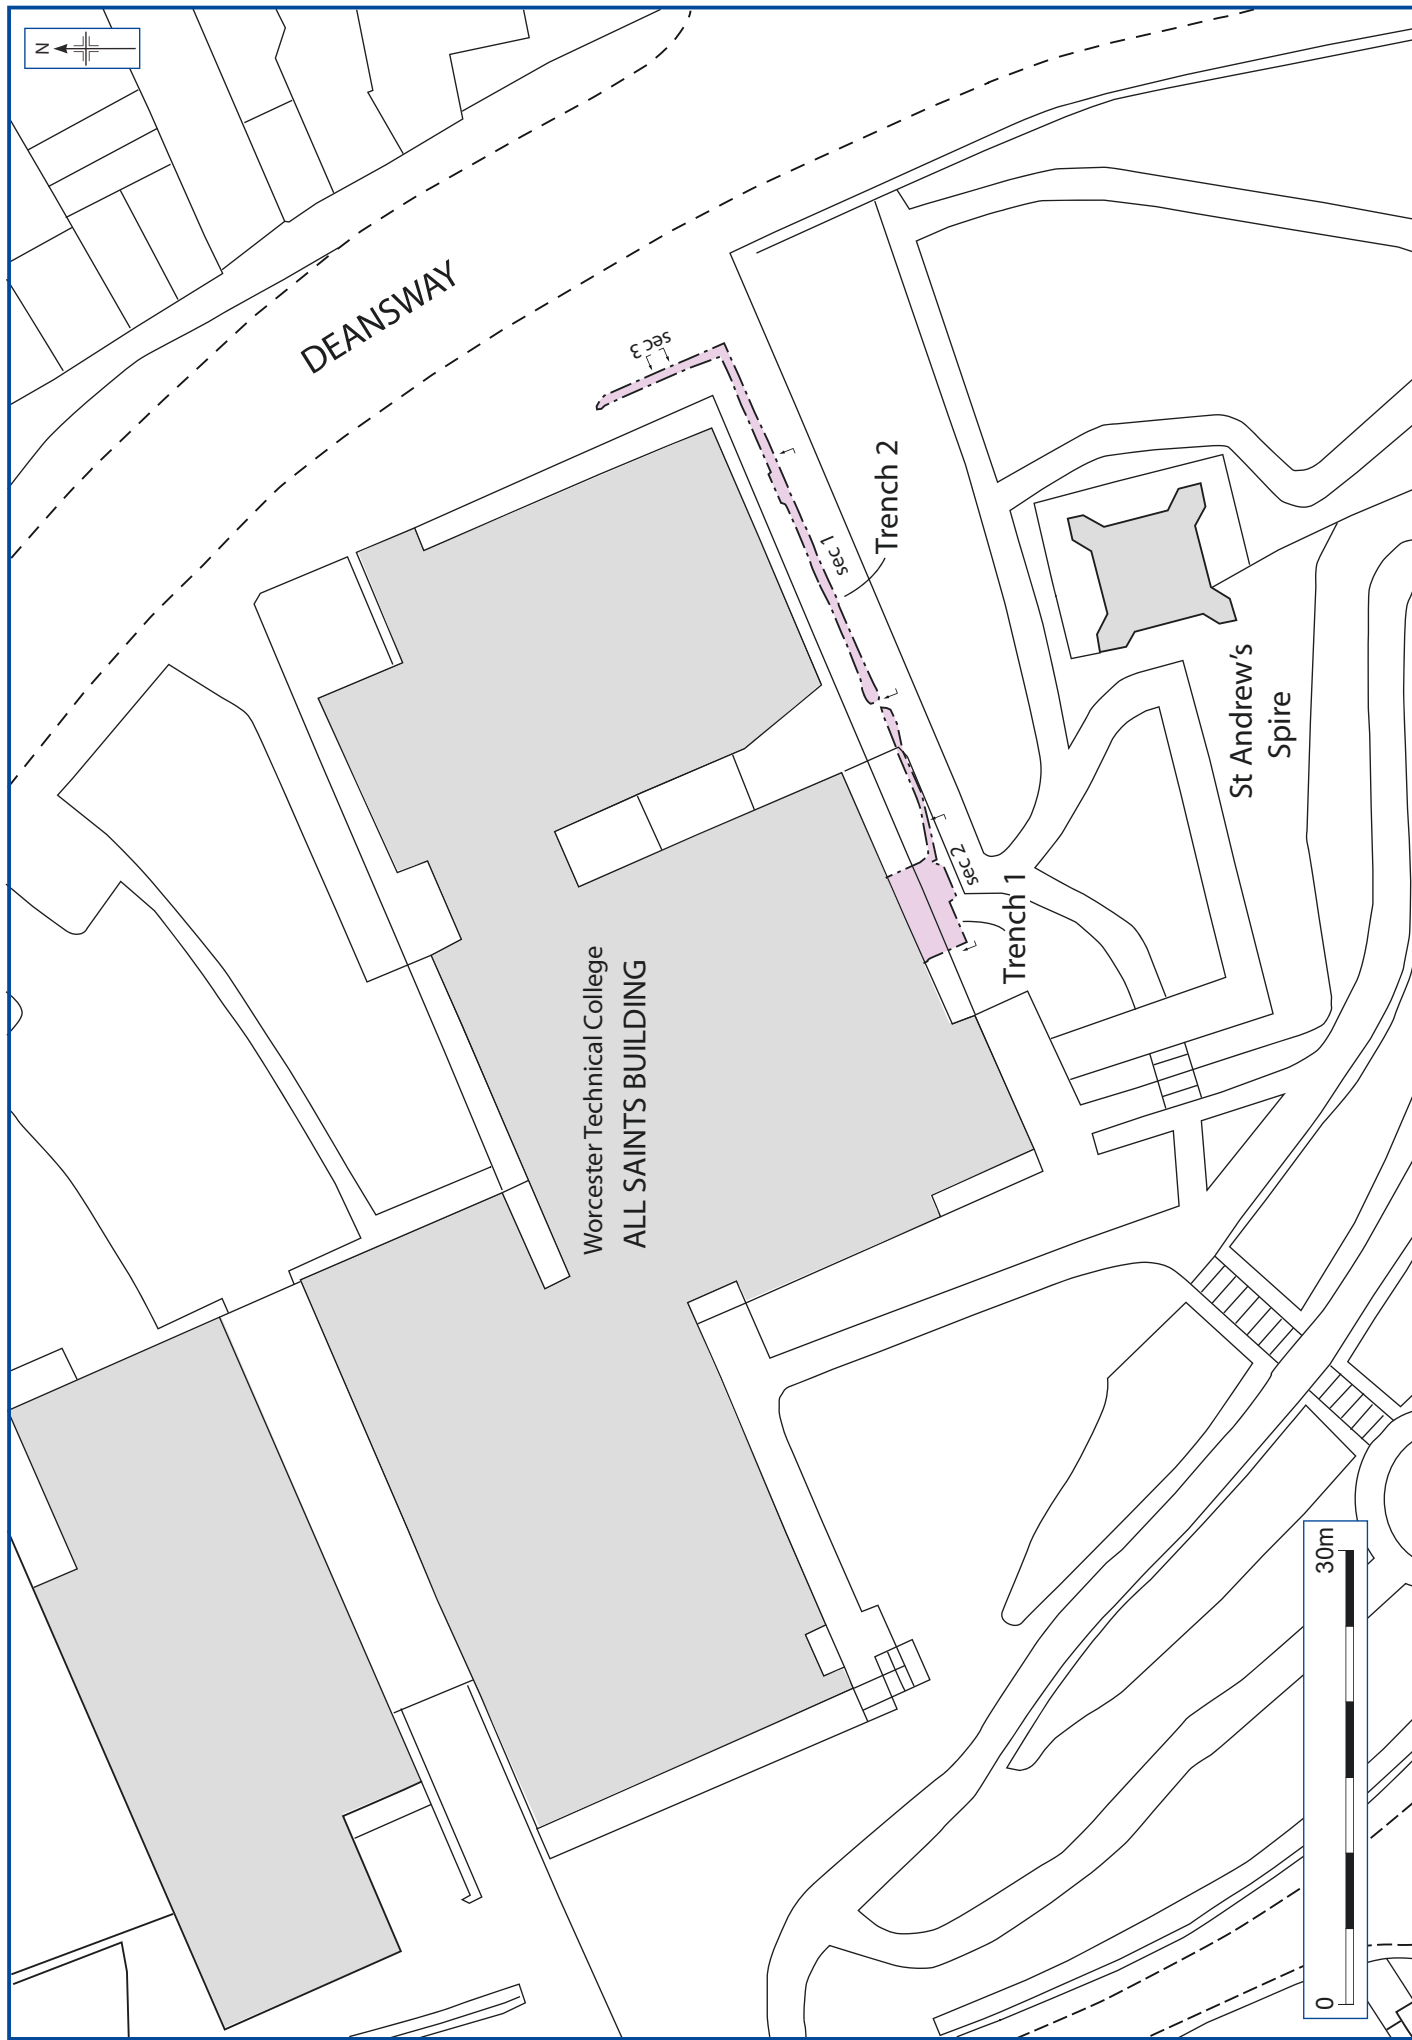 N
DEANSWAY
sec 3
Trench 2
sec 1
St Andrew's
Spire
sec 2
Trench 1
Worcester Technical College
ALL SAINTS BUILDING
0
30m